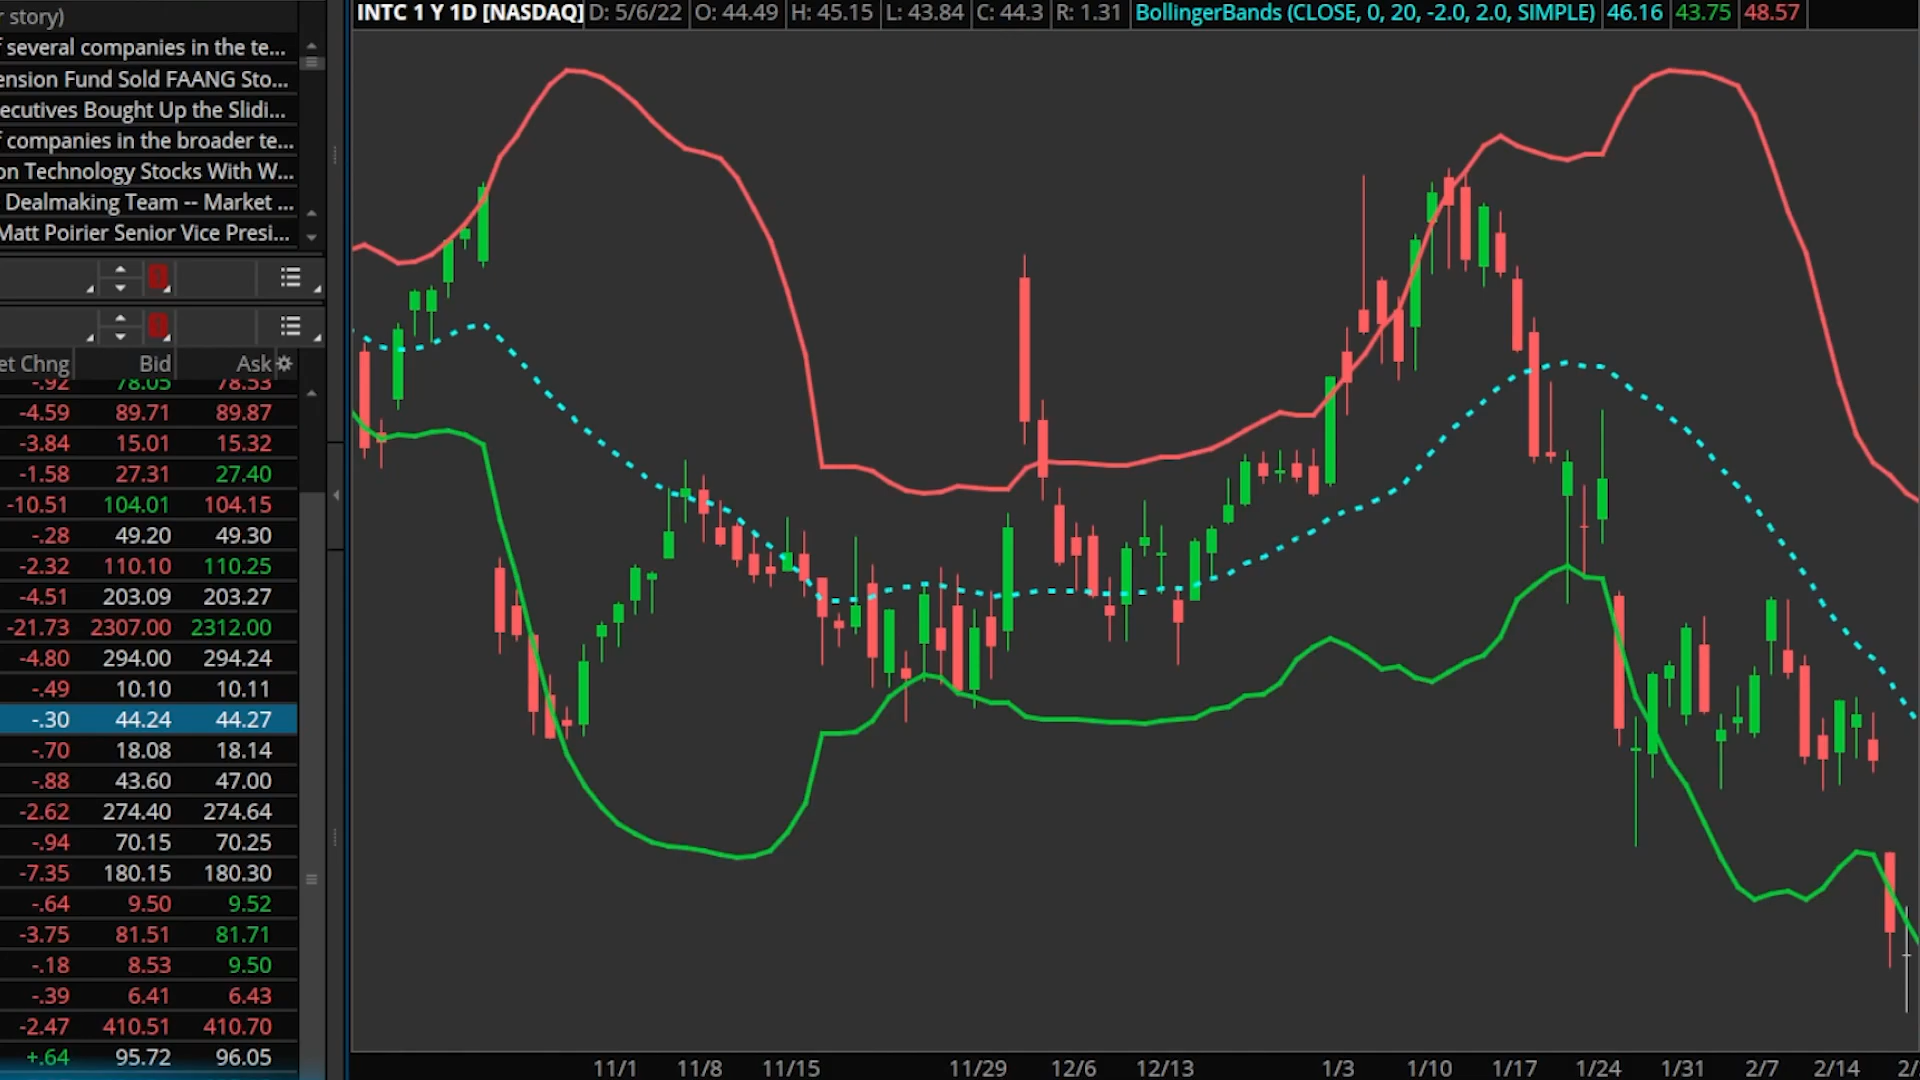 r story)
f several companies in the te...
ension Fund Sold FAANG Sto...
ecutives Bought Up the Slidi...
f companies in the broader te...
on Technology Stocks With W...
Dealmaking Team -- Market ...
Matt Poirier Senior Vice Presi...
et Chng Bid Ask
-.92 78.05 78.53
-4.59 89.71 89.87
-3.84 15.01 15.32
-1.58 27.31 27.40
-10.51 104.01 104.15
-.28 49.20 49.30
-2.32 110.10 110.25
-4.51 203.09 203.27
-21.73 2307.00 2312.00
-4.80 294.00 294.24
-.49 10.10 10.11
-.30 44.24 44.27
-.70 18.08 18.14
-.88 43.60 47.00
-2.62 274.40 274.64
-.94 70.15 70.25
-7.35 180.15 180.30
-.64 9.50 9.52
-3.75 81.51 81.71
-.18 8.53 9.50
-.39 6.41 6.43
-2.47 410.51 410.70
+.64 95.72 96.05
INTC 1 Y 1D [NASDAQ] D: 5/6/22 O: 44.49 H: 45.15 L: 43.84 C: 44.3 R: 1.31 BollingerBands (CLOSE, 0, 20, -2.0, 2.0, SIMPLE) 46.16 43.75 48.57
11/1 11/8 11/15 11/29 12/6 12/13 1/3 1/10 1/17 1/24 1/31 2/7 2/14 2/